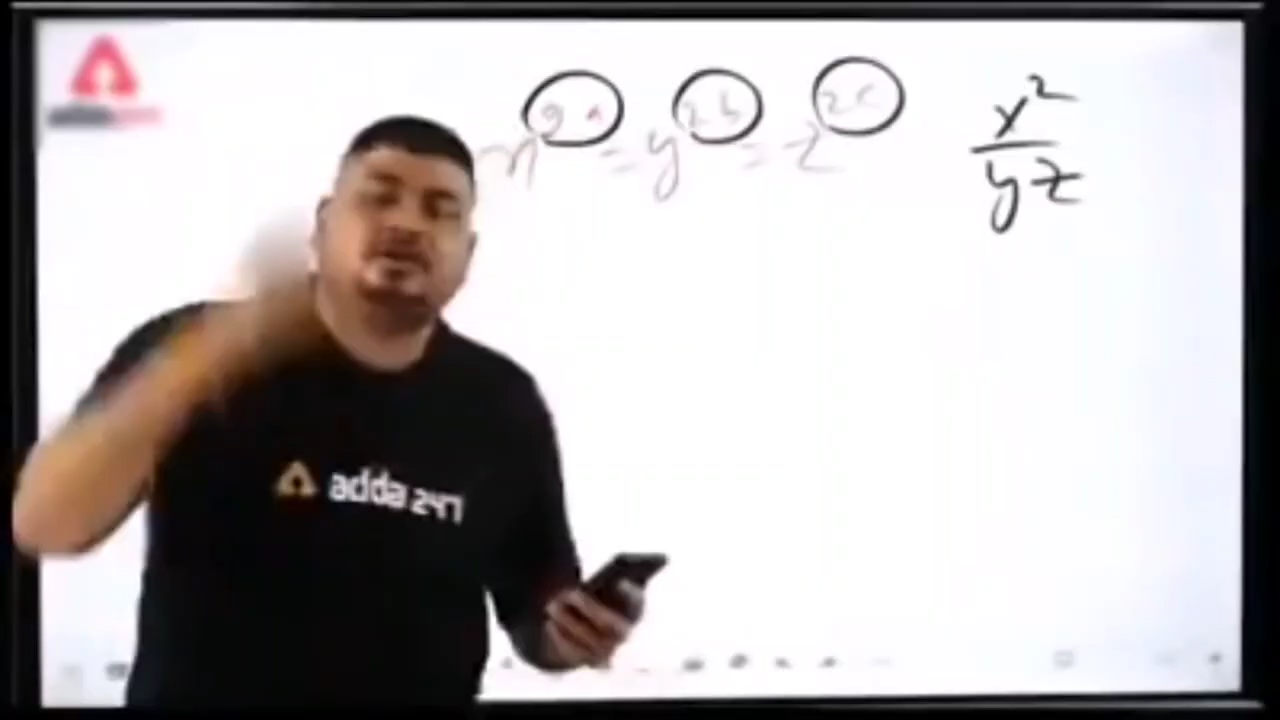 x^2a = y^2b = z^2c
x²
yz
adda 247